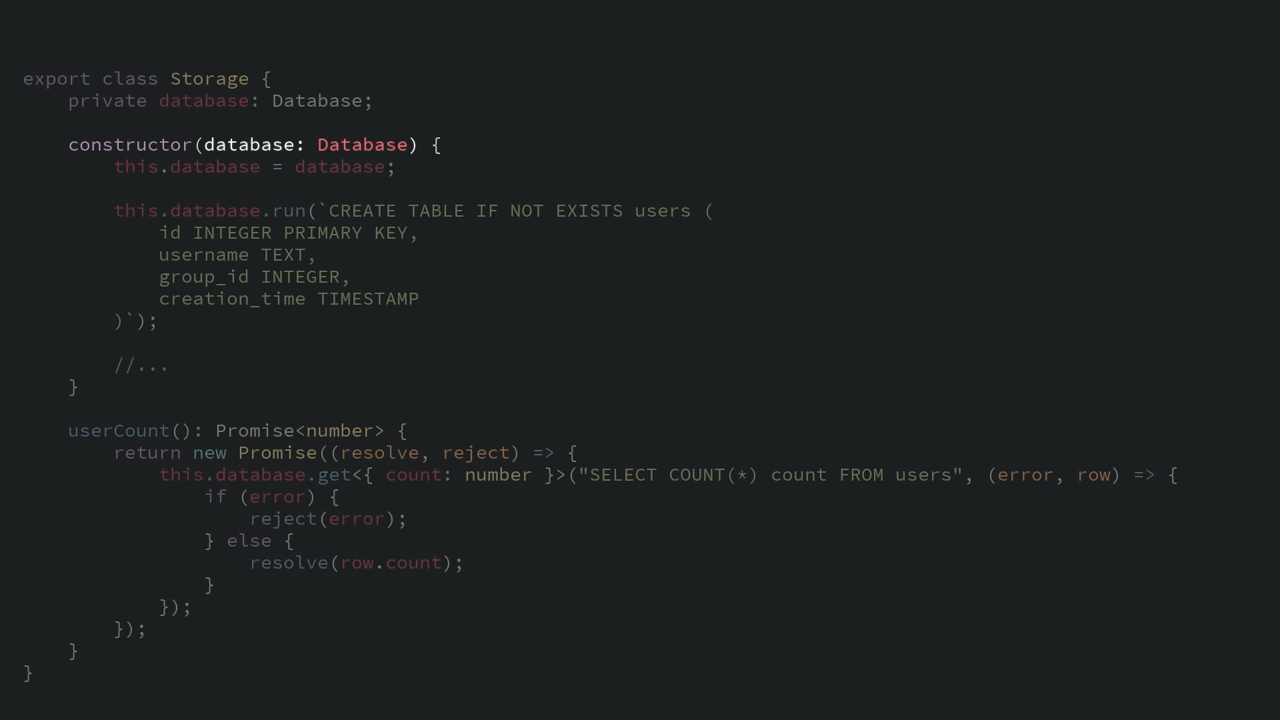 export class Storage {
    private database: Database;

    constructor(database: Database) {
        this.database = database;

        this.database.run(`CREATE TABLE IF NOT EXISTS users (
            id INTEGER PRIMARY KEY,
            username TEXT,
            group_id INTEGER,
            creation_time TIMESTAMP
        )`);

        //...
    }

    userCount(): Promise<number> {
        return new Promise((resolve, reject) => {
            this.database.get<{ count: number }>("SELECT COUNT(*) count FROM users", (error, row) => {
                if (error) {
                    reject(error);
                } else {
                    resolve(row.count);
                }
            });
        });
    }
}